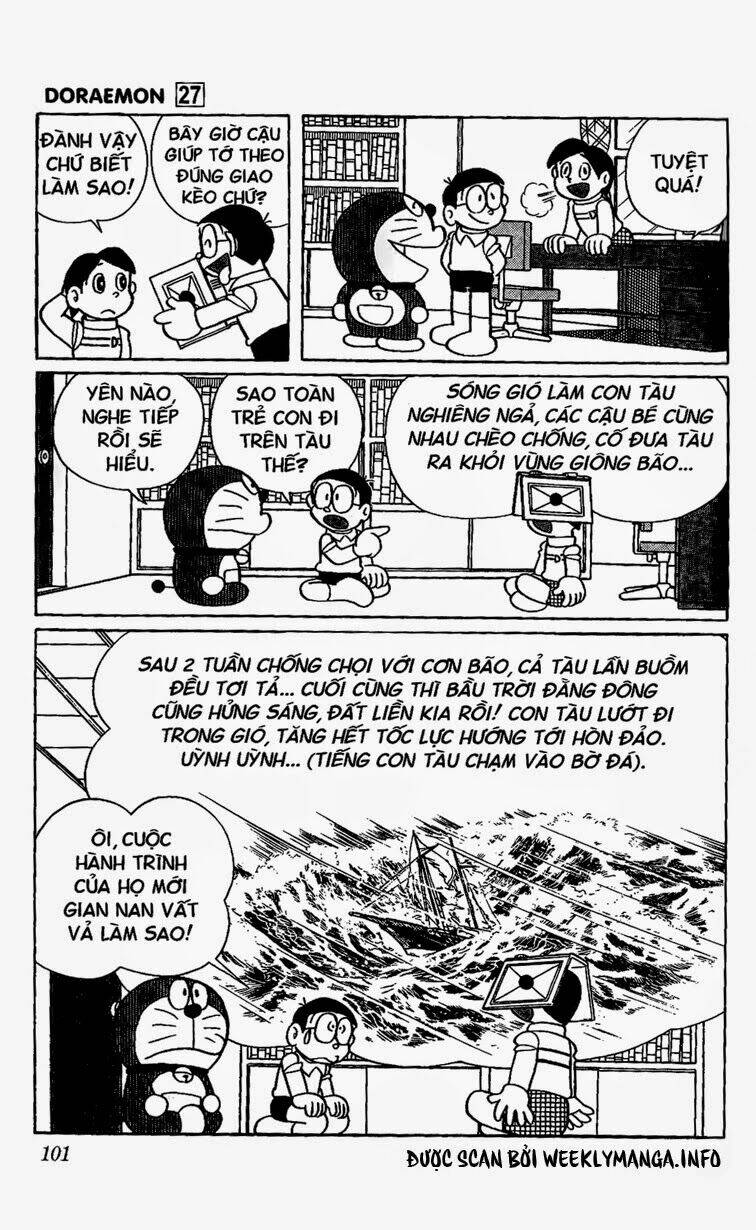 DORAEMON 27
ĐÀNH VẬY
CHỨ BIẾT
LÀM SAO!
BÂY GIỜ CẬU
GIÚP TỚ THEO
ĐÚNG GIAO
KÈO CHỨ?
TUYỆT
QUÁ!
YÊN NÀO,
NGHE TIẾP
RỒI SẼ
HIỂU.
SAO TOÀN
TRẺ CON ĐI
TRÊN TÀU
THẾ?
SÓNG GIÓ LÀM CON TÀU
NGHIÊNG NGẢ, CÁC CẬU BÉ CÙNG
NHAU CHÈO CHỐNG, CỐ ĐƯA TÀU
RA KHỎI VÙNG GIÔNG BÃO...
SAU 2 TUẦN CHỐNG CHỌI VỚI CƠN BÃO, CẢ TÀU LẪN BUỒM
ĐỀU TƠI TẢ... CUỐI CÙNG THÌ BẦU TRỜI ĐẰNG ĐÔNG
CŨNG HỬNG SÁNG, ĐẤT LIỀN KIA RỒI! CON TÀU LƯỚT ĐI
TRONG GIÓ, TĂNG HẾT TỐC LỰC HƯỚNG TỚI HÒN ĐẢO.
UỲNH UỲNH... (TIẾNG CON TÀU CHẠM VÀO BỜ ĐÁ).
ÔI, CUỘC
HÀNH TRÌNH
CỦA HỌ MỚI
GIAN NAN VẤT
VẢ LÀM SAO!
101
ĐƯỢC SCAN BỞI WEEKLYMANGA.INFO